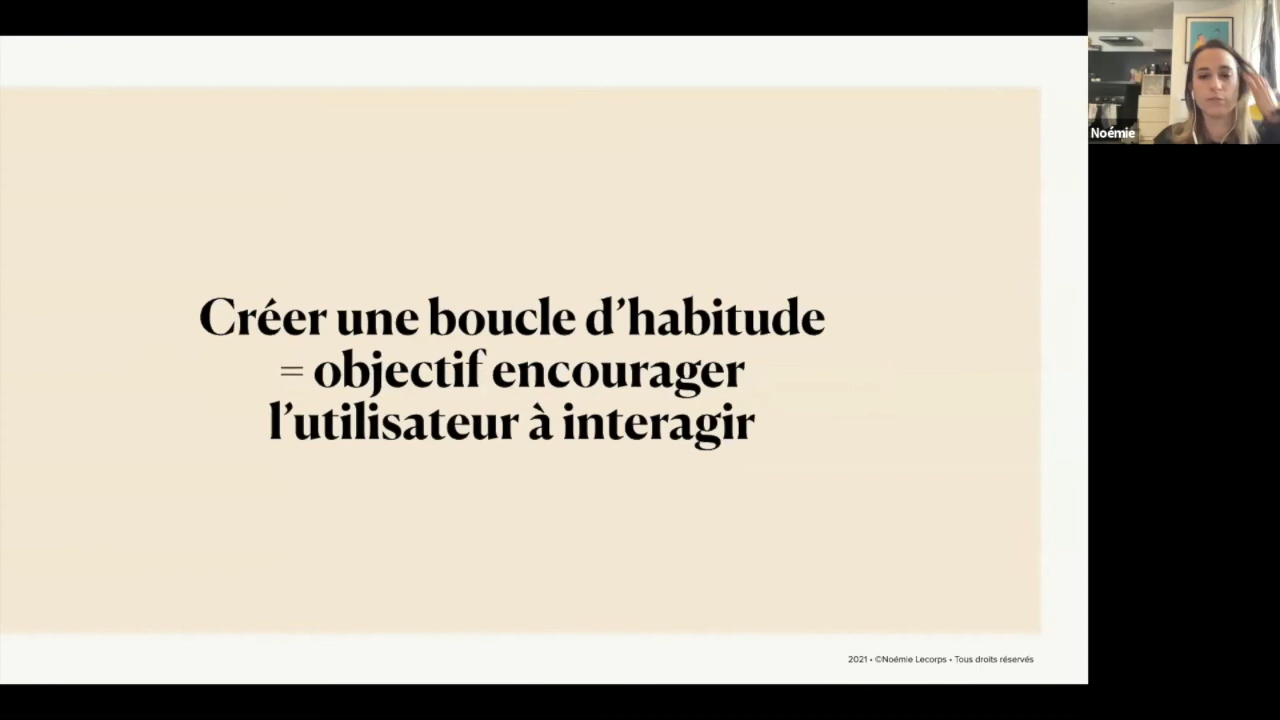 Créer une boucle d’habitude
= objectif encourager
l’utilisateur à interagir
2021 • ©Noémie Lecorps • Tous droits réservés
Noémie